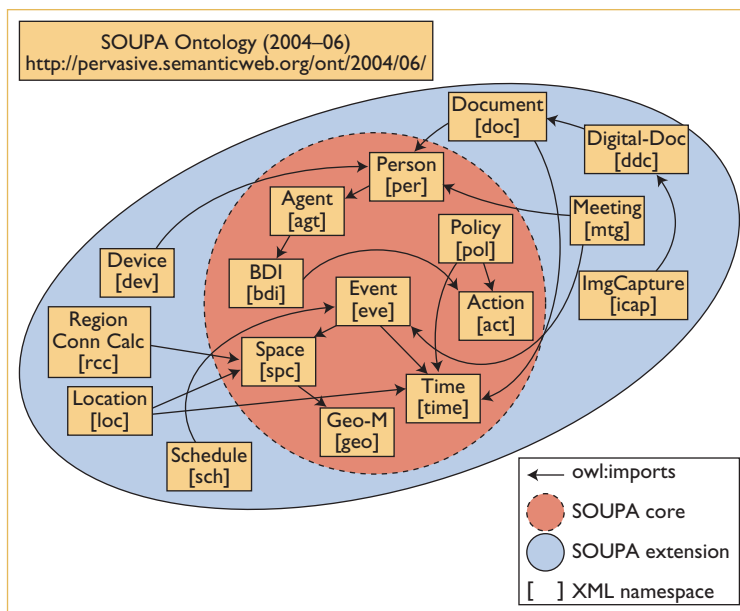 SOUPA Ontology (2004–06)
http://pervasive.semanticweb.org/ont/2004/06/
Document
[doc]
Digital-Doc
[ddc]
Person
[per]
Agent
[agt]
Meeting
[mtg]
Policy
[pol]
Device
[dev]
BDI
[bdi]
Event
[eve]
Action
[act]
ImgCapture
[icap]
Region
Conn Calc
[rcc]
Space
[spc]
Location
[loc]
Time
[time]
Geo-M
[geo]
Schedule
[sch]
owl:imports
SOUPA core
SOUPA extension
[ ] XML namespace